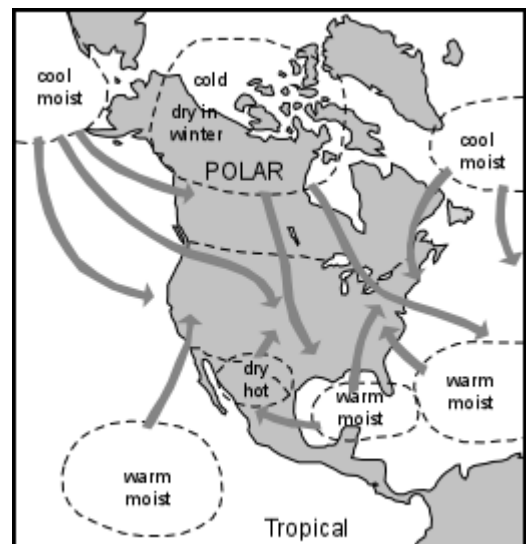 cool
moist
cold
dry in
winter
POLAR
cool
moist
dry
hot
warm
moist
warm
moist
warm
moist
Tropical